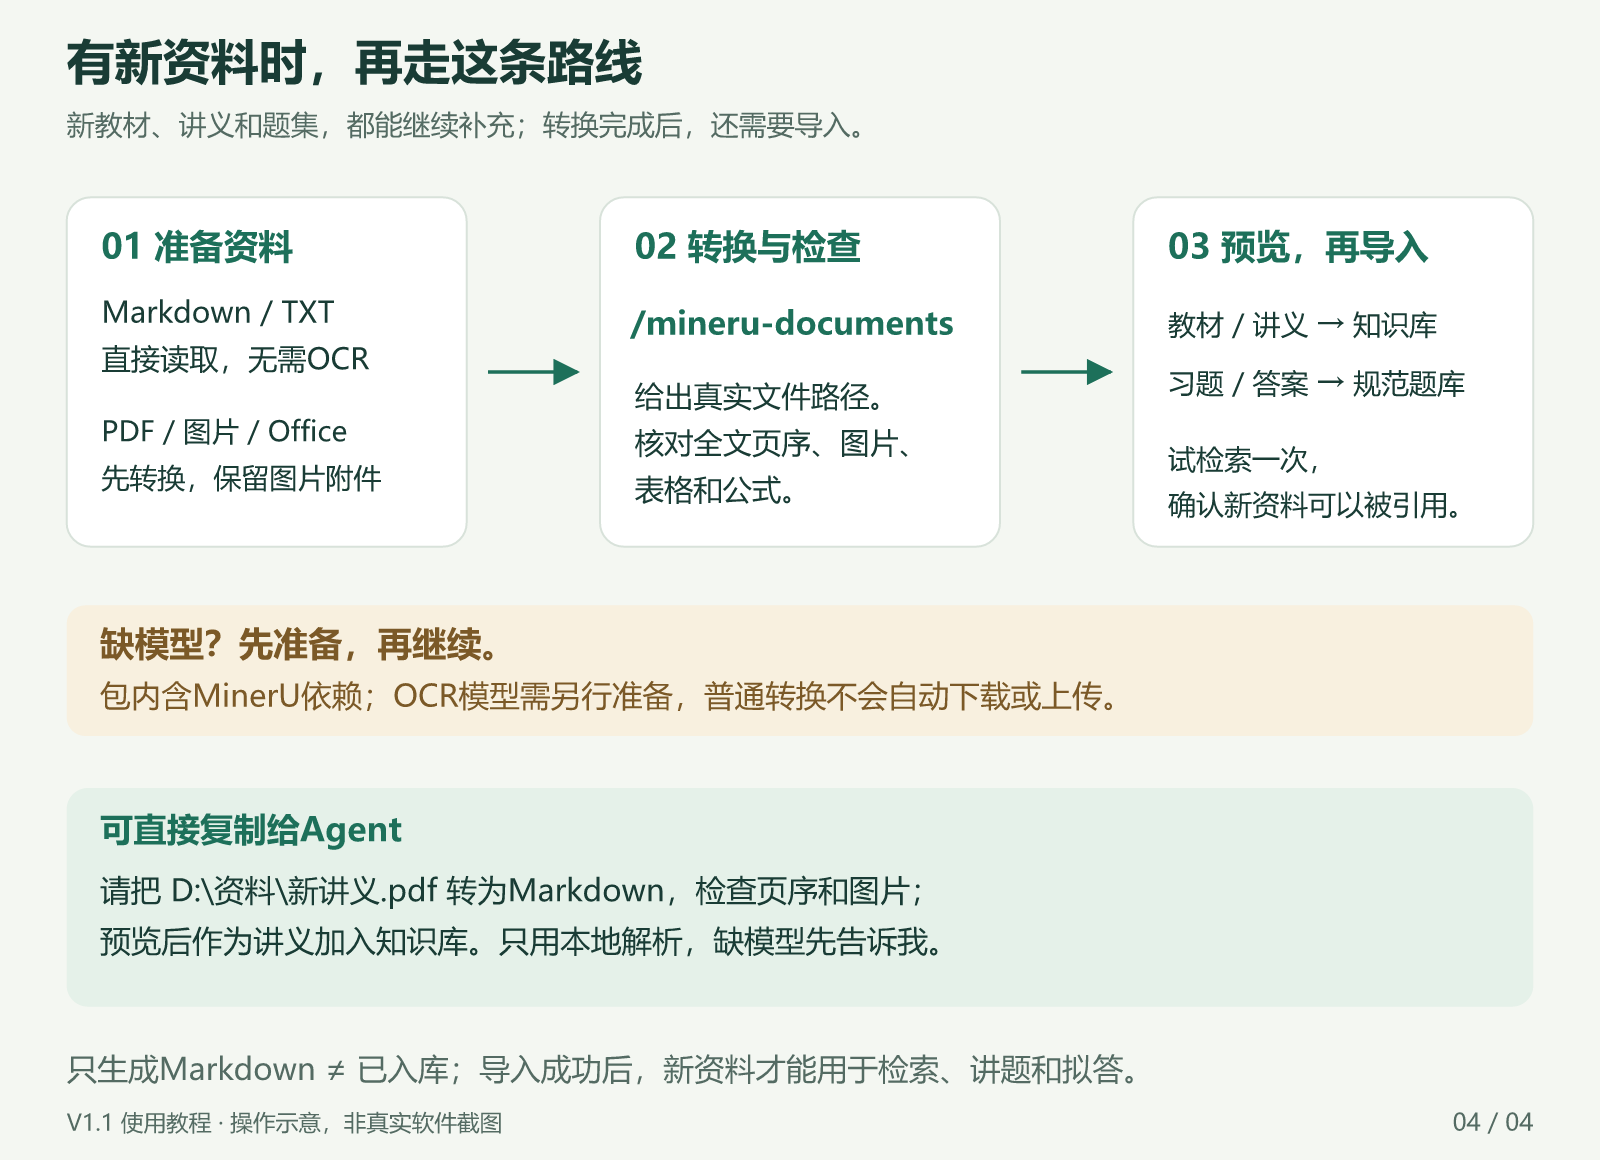 有新资料时，再走这条路线
新教材、讲义和题集，都能继续补充；转换完成后，还需要导入。
01 准备资料
Markdown / TXT
直接读取，无需OCR
PDF / 图片 / Office
先转换，保留图片附件
02 转换与检查
/mineru-documents
给出真实文件路径。
核对全文页序、图片、
表格和公式。
03 预览，再导入
教材 / 讲义 → 知识库
习题 / 答案 → 规范题库
试检索一次，
确认新资料可以被引用。
缺模型？先准备，再继续。
包内含MinerU依赖；OCR模型需另行准备，普通转换不会自动下载或上传。
可直接复制给Agent
请把 D:\资料\新讲义.pdf 转为Markdown，检查页序和图片；
预览后作为讲义加入知识库。只用本地解析，缺模型先告诉我。
只生成Markdown ≠ 已入库；导入成功后，新资料才能用于检索、讲题和拟答。
V1.1 使用教程 · 操作示意，非真实软件截图
04 / 04